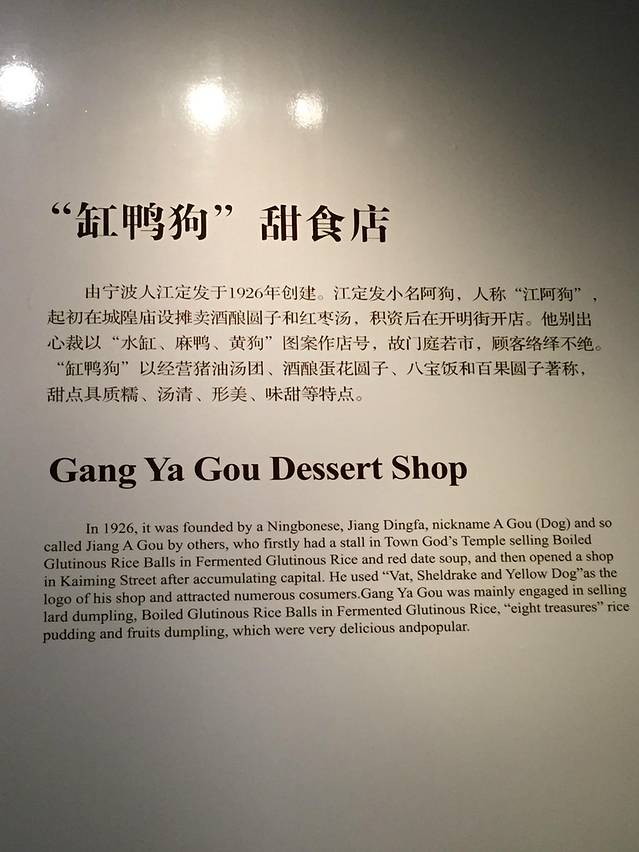 “缸鸭狗”甜食店
由宁波人江定发于1926年创建。江定发小名阿狗，人称“江阿狗”，
起初在城隍庙设摊卖酒酿圆子和红枣汤，积资后在开明街开店。他别出
心裁以“水缸、麻鸭、黄狗”图案作店号，故门庭若市，顾客络绎不绝。
“缸鸭狗”以经营猪油汤团、酒酿蛋花圆子、八宝饭和百果圆子著称，
甜点具质糯、汤清、形美、味甜等特点。
Gang Ya Gou Dessert Shop
In 1926, it was founded by a Ningbonese, Jiang Dingfa, nickname A Gou (Dog) and so
called Jiang A Gou by others, who firstly had a stall in Town God’s Temple selling Boiled
Glutinous Rice Balls in Fermented Glutinous Rice and red date soup, and then opened a shop
in Kaiming Street after accumulating capital. He used “Vat, Sheldrake and Yellow Dog”as the
logo of his shop and attracted numerous cosumers.Gang Ya Gou was mainly engaged in selling
lard dumpling, Boiled Glutinous Rice Balls in Fermented Glutinous Rice, “eight treasures” rice
pudding and fruits dumpling, which were very delicious andpopular.